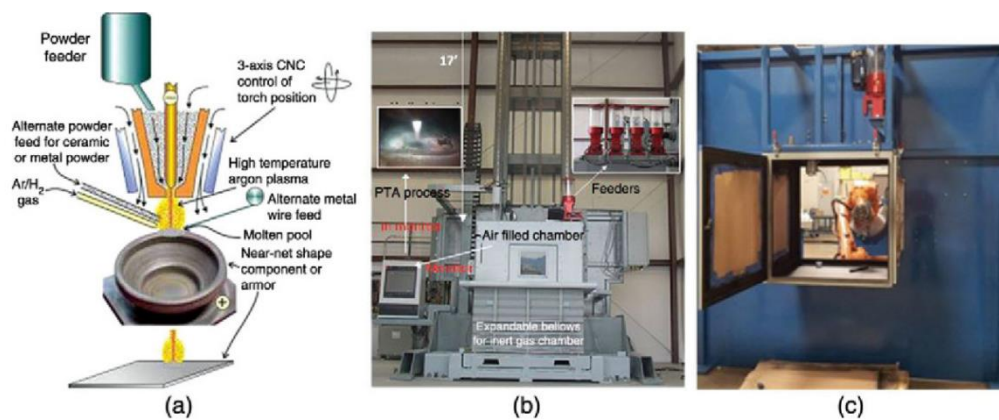 Powder
feeder
3-axis CNC
control of
torch position
Alternate powder
feed for ceramic
or metal powder
High temperature
argon plasma
Ar/H2
gas
Alternate metal
wire feed
Molten pool
Near-net shape
component or
armor
(a)
17'
PTA process
Feeders
Air filled chamber
Expandable bellows
for inert gas chamber
(b)
(c)